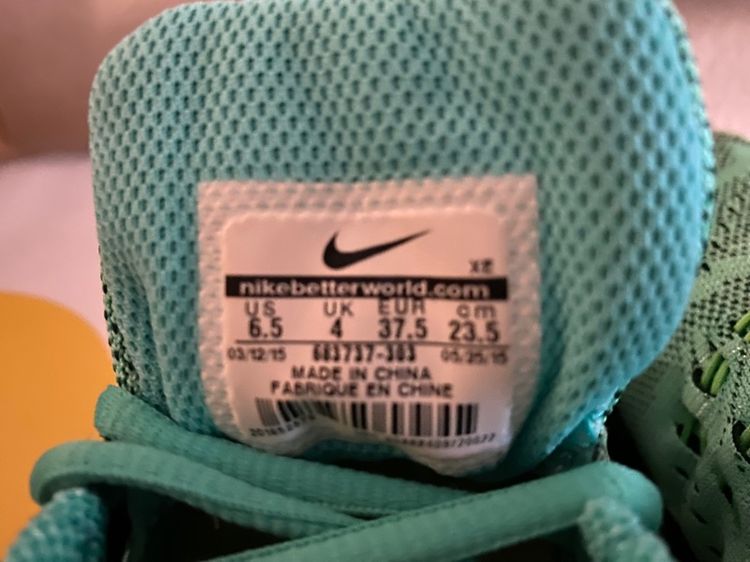 XE
nikebetterworld.com
US UK EUR cm
6.5 4 37.5 23.5
03/12/15 683737-303 05/25/15
MADE IN CHINA
FABRIQUE EN CHINE